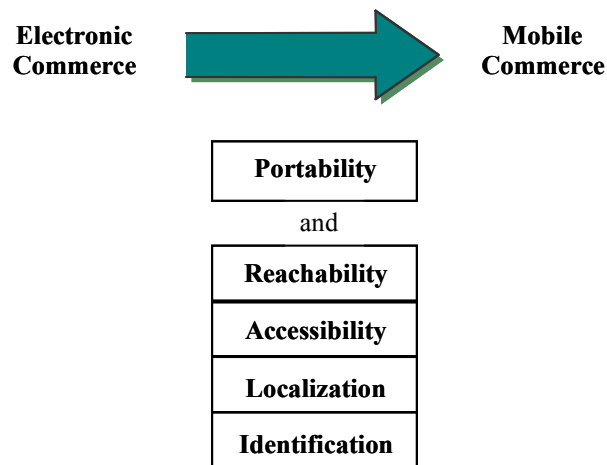 Electronic
Commerce
Mobile
Commerce
Portability
and
Reachability
Accessibility
Localization
Identification